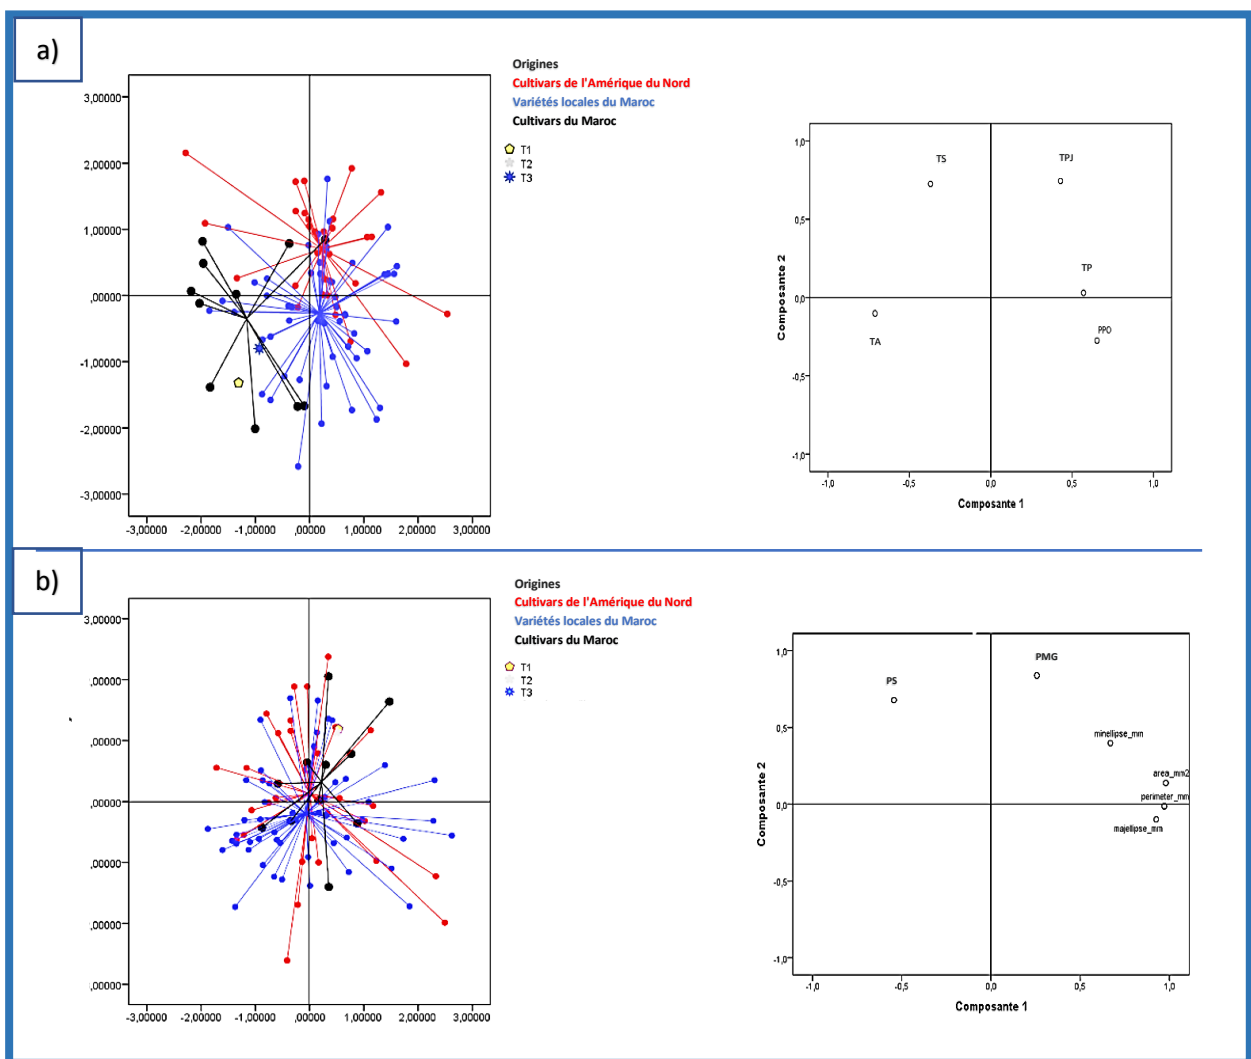 a)
Origines
Cultivars de l'Amérique du Nord
Variétés locales du Maroc
Cultivars du Maroc
T1
T2
T3
3,00000
2,00000
1,00000
,00000
-1,00000
-2,00000
-3,00000
-3,00000 -2,00000 -1,00000 ,00000 1,00000 2,00000 3,00000
Composante 2
1,0
0,5
0,0
-0,5
-1,0
TS
TPJ
TP
PPO
TA
-1,0 -0,5 0,0 0,5 1,0
Composante 1
b)
Origines
Cultivars de l'Amérique du Nord
Variétés locales du Maroc
Cultivars du Maroc
T1
T2
T3
3,00000
,00000
,00000
,00000
,00000
,00000
,00000
-3,00000 -2,00000 -1,00000 ,00000 1,00000 2,00000 3,00000
Composante 2
1,0
0,5
0,0
-0,5
-1,0
PMG
PS
minellipse_mm
area_mm2
perimeter_mm
majellipse_mm
-1,0 -0,5 0,0 0,5 1,0
Composante 1